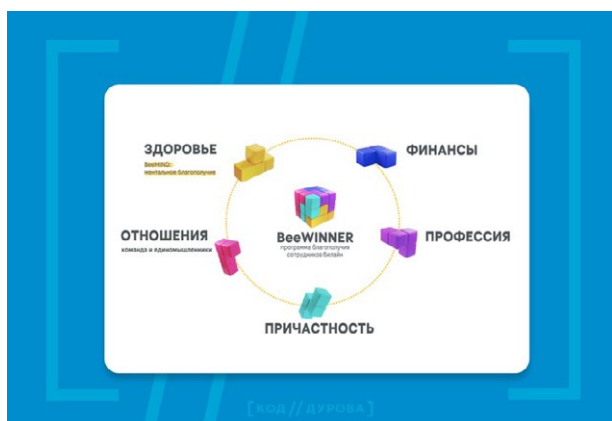 ЗДОРОВЬЕ
BeeMIND:
ментальное благополучие
ФИНАНСЫ
ОТНОШЕНИЯ
команда и единомышленники
BeeWINNER
программа благополучия
сотрудников билайн
ПРОФЕССИЯ
ПРИЧАСТНОСТЬ
[КОД//ДУРОВА]